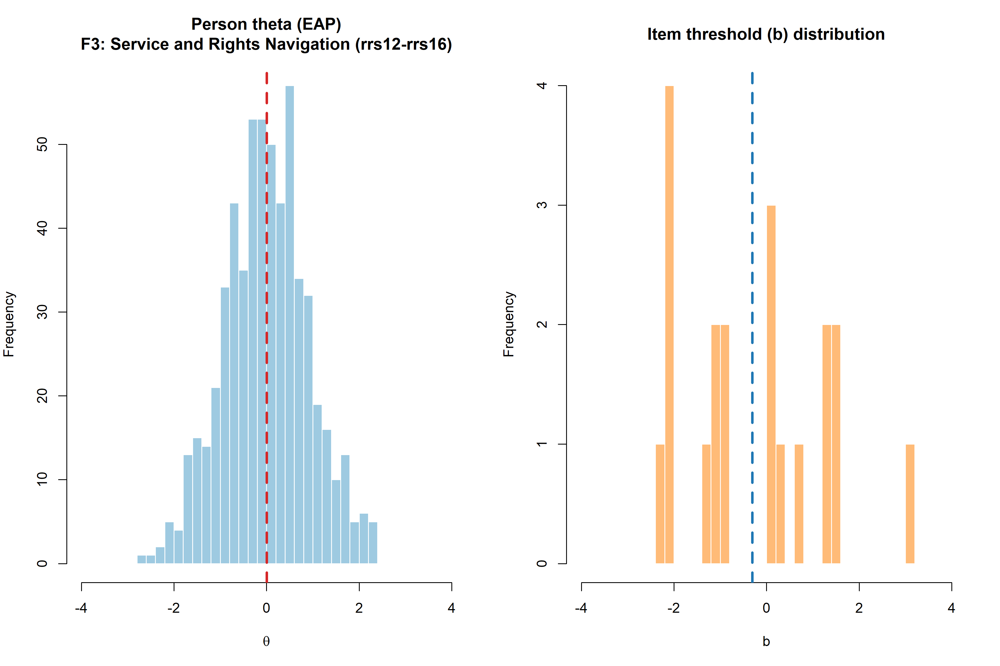 Person theta (EAP)
F3: Service and Rights Navigation (rrs12-rrs16)
Frequency
50
40
30
20
10
0
-4 -2 0 2 4
θ
Item threshold (b) distribution
Frequency
4
3
2
1
0
-4 -2 0 2 4
b